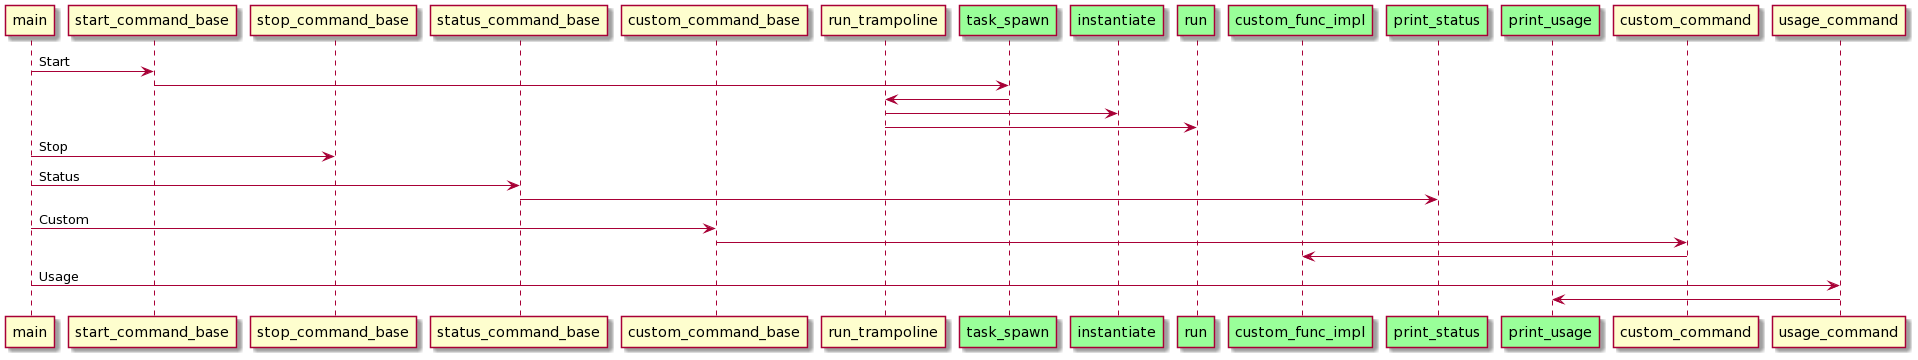 main start_command_base stop_command_base status_command_base custom_command_base run_trampoline task_spawn instantiate run custom_func_impl print_status print_usage custom_command usage_command
Start
Stop
Status
Custom
Usage
main start_command_base stop_command_base status_command_base custom_command_base run_trampoline task_spawn instantiate run custom_func_impl print_status print_usage custom_command usage_command